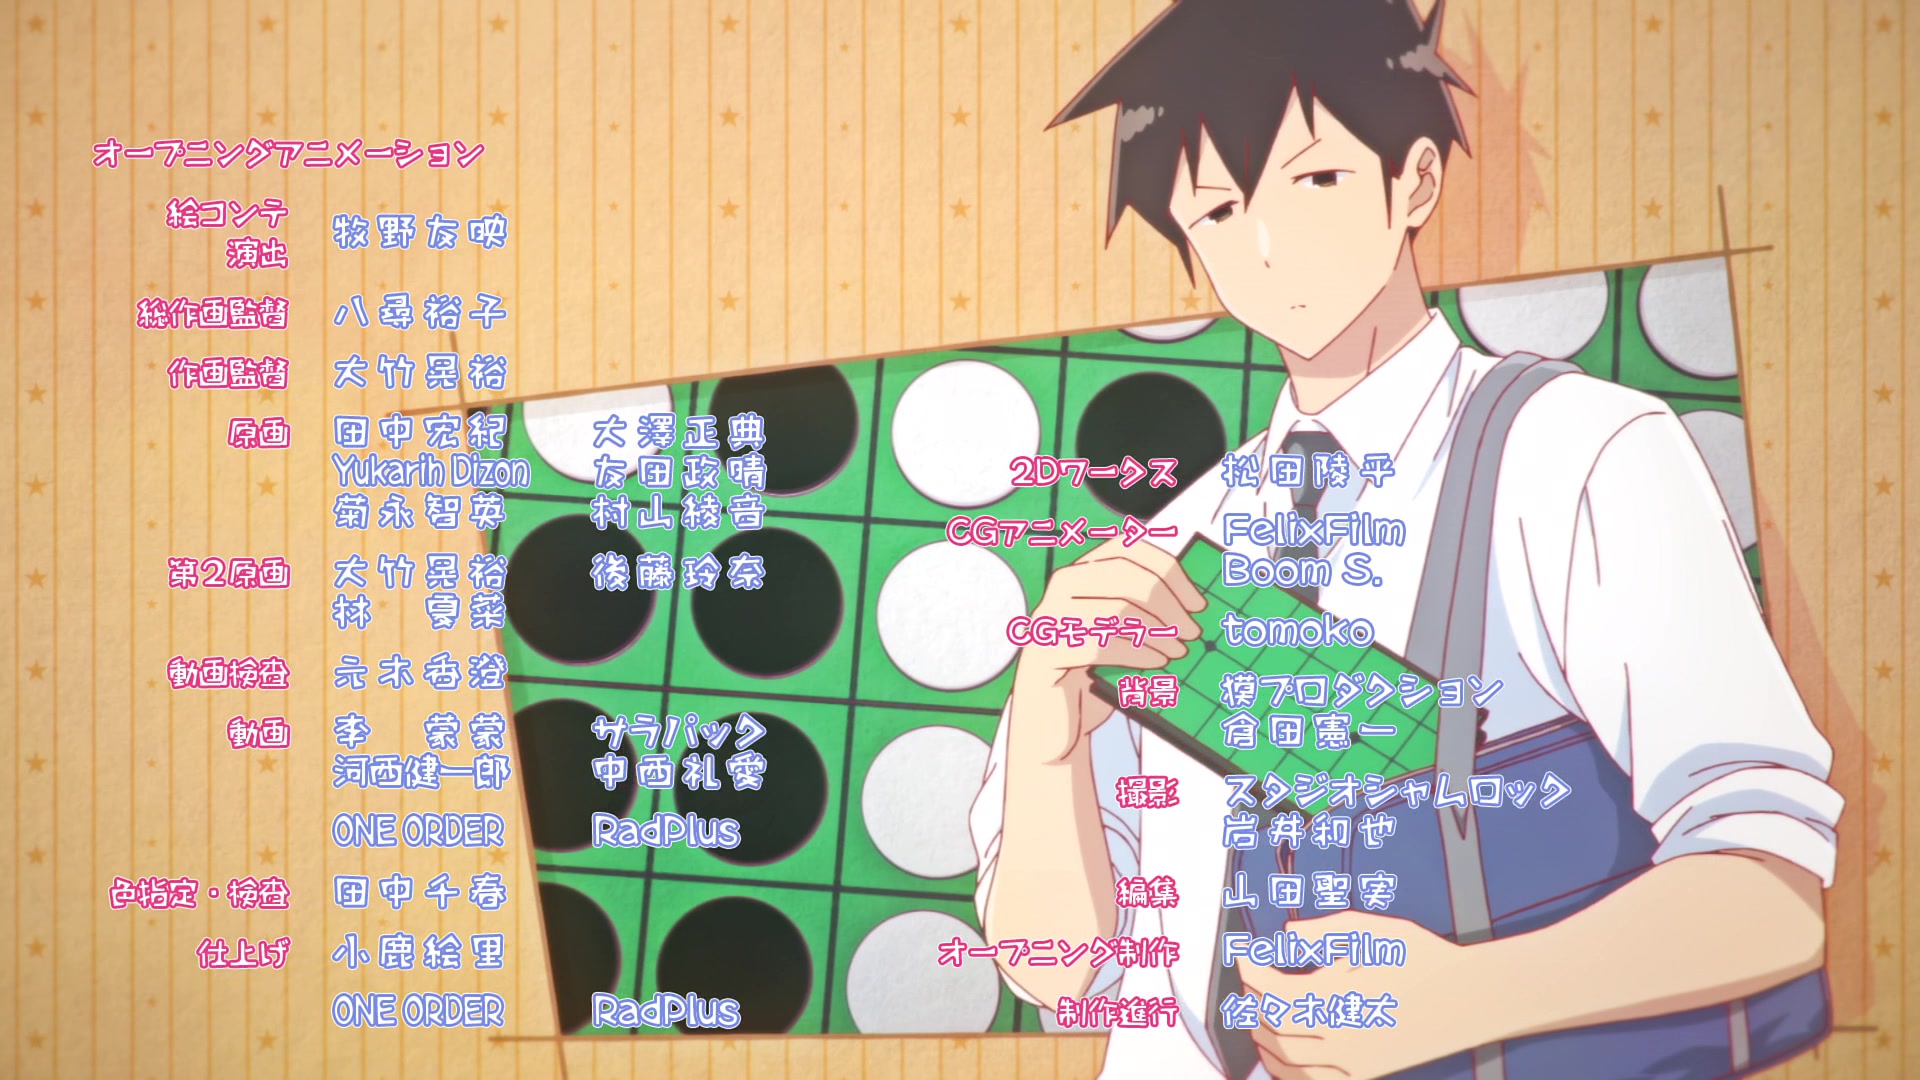 オープニングアニメーション
絵コンテ
演出
牧野友映
総作画監督 八尋裕子
作画監督 大竹晃裕
原画 田中宏紀 大澤正典
Yukarih Dizon 友田政晴
菊永智英 村山綾音
第2原画 大竹晃裕 後藤玲奈
林 夏菜
動画検査 元木香澄
動画 李 蒙蒙 サラパック
河西健一郎 中西礼愛
ONE ORDER RadPlus
色指定・検査 田中千春
仕上げ 小鹿絵里
ONE ORDER RadPlus
2Dワークス 松田陵平
CGアニメーター FelixFilm
Boom S.
CGモデラー tomoko
背景 獏プロダクション
倉田憲一
撮影 スタジオシャムロック
岩井和也
編集 山田聖実
オープニング制作 FelixFilm
制作進行 佐々木健太